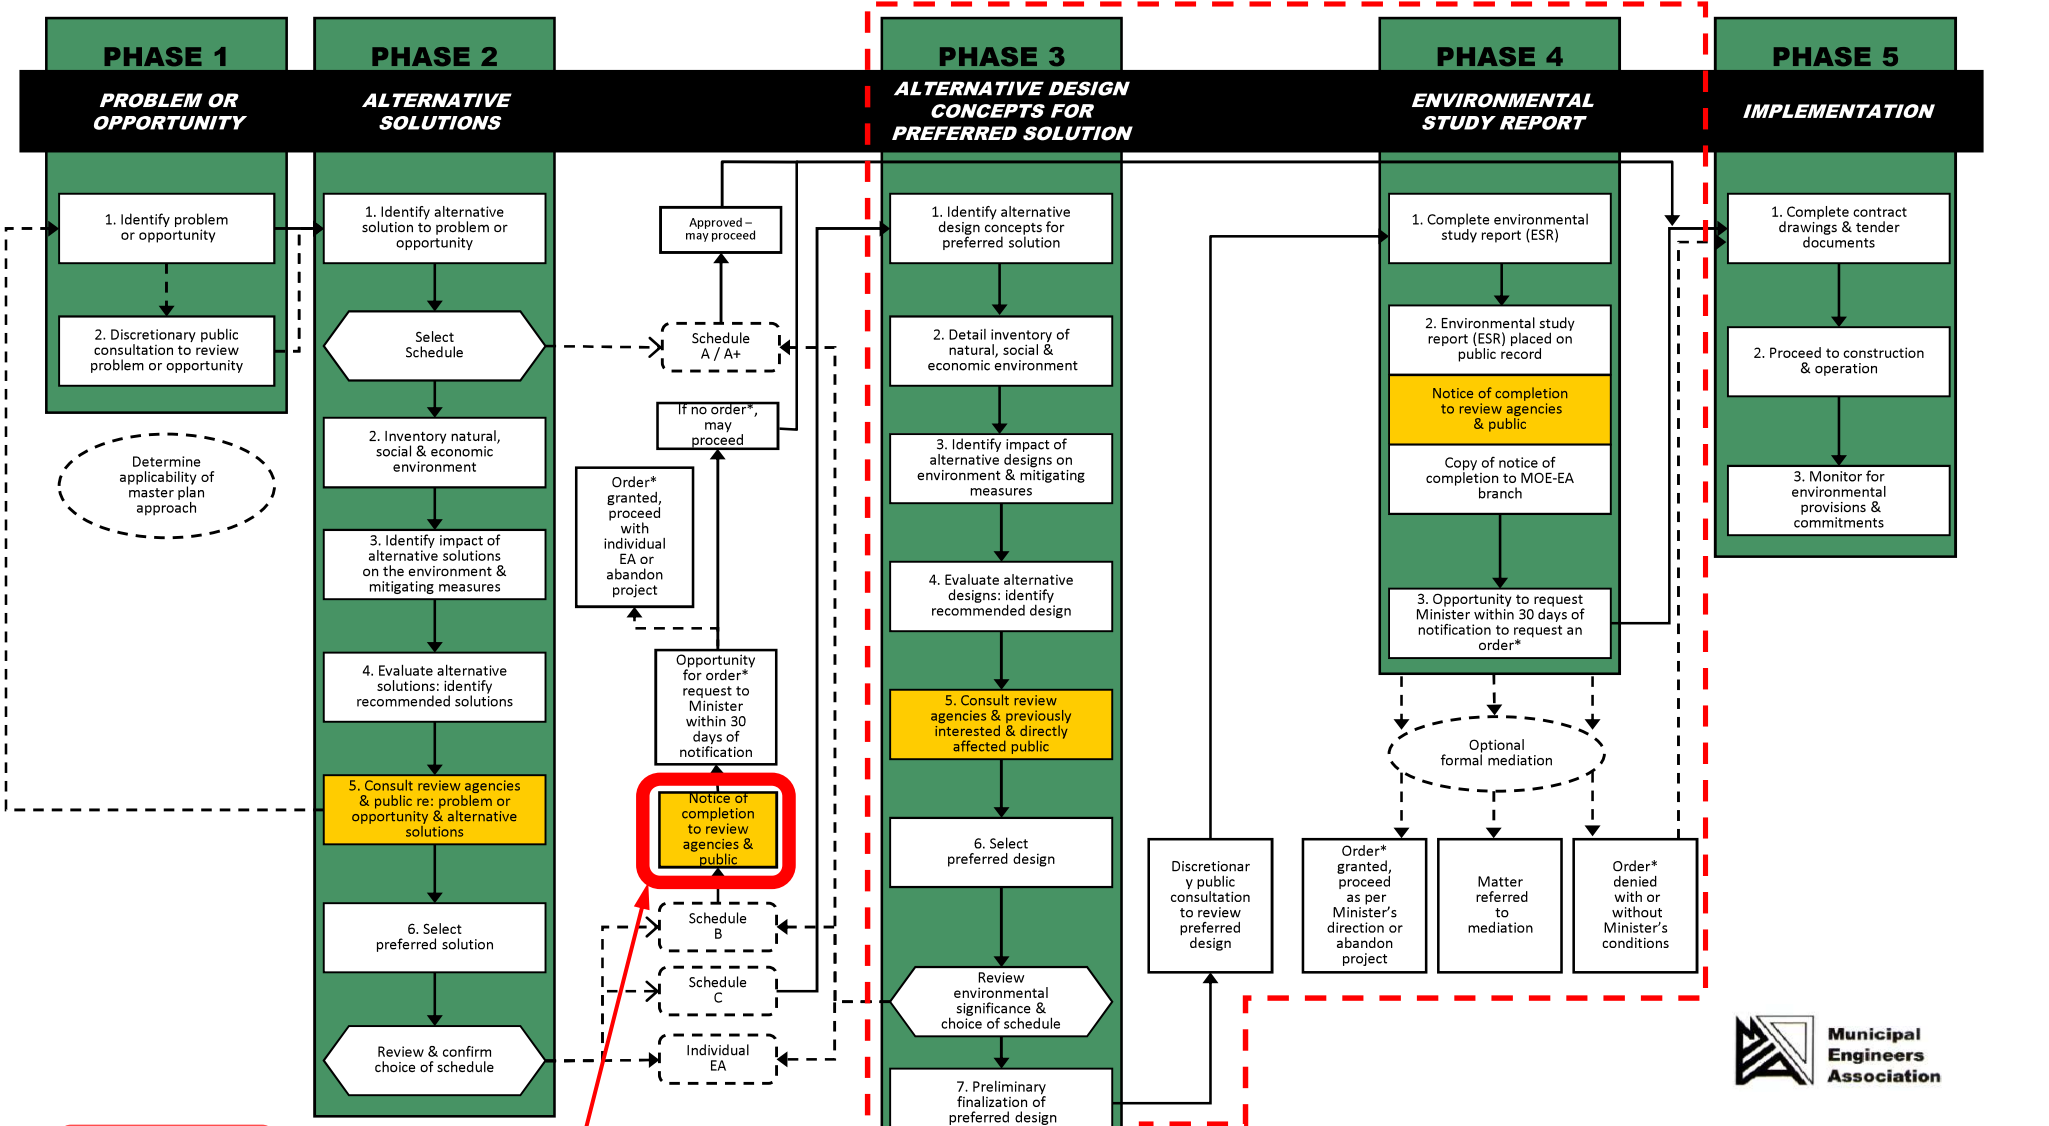 PHASE 1
PROBLEM OR
OPPORTUNITY
1. Identify problem
or opportunity
2. Discretionary public
consultation to review
problem or opportunity
Determine
applicability of
master plan
approach
PHASE 2
ALTERNATIVE
SOLUTIONS
1. Identify alternative
solution to problem or
opportunity
Select
Schedule
2. Inventory natural,
social & economic
environment
3. Identify impact of
alternative solutions
on the environment &
mitigating measures
4. Evaluate alternative
solutions: identify
recommended solutions
5. Consult review agencies
& public re: problem or
opportunity & alternative
solutions
6. Select
preferred solution
Review & confirm
choice of schedule
Approved –
may proceed
Schedule
A / A+
If no order*,
may
proceed
Order*
granted,
proceed
with
individual
EA or
abandon
project
Opportunity
for order*
request to
Minister
within 30
days of
notification
Notice of
completion
to review
agencies &
public
Schedule
B
Schedule
C
Individual
EA
PHASE 3
ALTERNATIVE DESIGN
CONCEPTS FOR
PREFERRED SOLUTION
1. Identify alternative
design concepts for
preferred solution
2. Detail inventory of
natural, social &
economic environment
3. Identify impact of
alternative designs on
environment & mitigating
measures
4. Evaluate alternative
designs: identify
recommended design
5. Consult review
agencies & previously
interested & directly
affected public
6. Select
preferred design
Review
environmental
significance &
choice of schedule
7. Preliminary
finalization of
preferred design
Discretionar
y public
consultation
to review
preferred
design
PHASE 4
ENVIRONMENTAL
STUDY REPORT
1. Complete environmental
study report (ESR)
2. Environmental study
report (ESR) placed on
public record
Notice of completion
to review agencies
& public
Copy of notice of
completion to MOE-EA
branch
3. Opportunity to request
Minister within 30 days of
notification to request an
order*
Optional
formal mediation
Order*
granted,
proceed
as per
Minister's
direction or
abandon
project
Matter
referred
to
mediation
Order*
denied
with or
without
Minister's
conditions
PHASE 5
IMPLEMENTATION
1. Complete contract
drawings & tender
documents
2. Proceed to construction
& operation
3. Monitor for
environmental
provisions &
commitments
Municipal
Engineers
Association